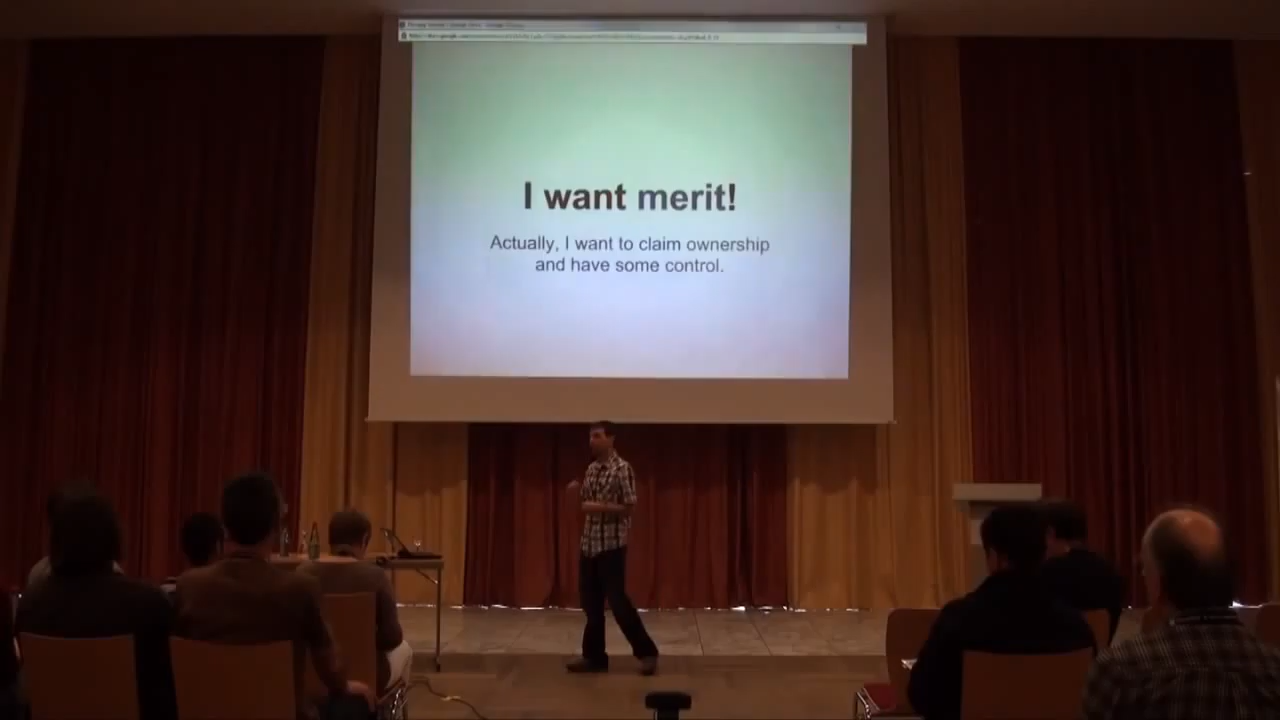 I want merit!
Actually, I want to claim ownership
and have some control.